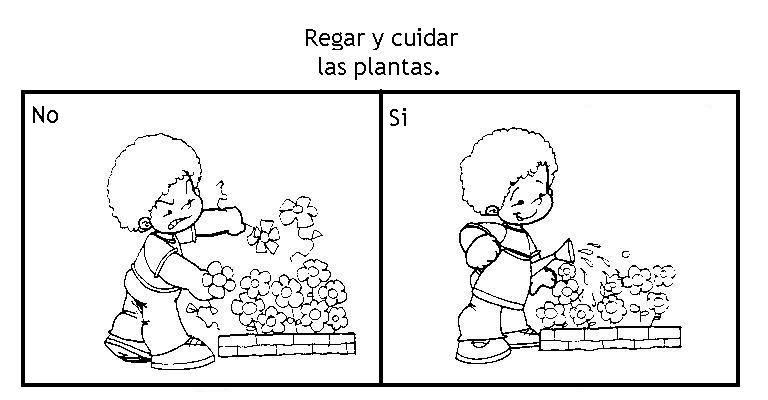 Regar y cuidar
las plantas.
No
Si